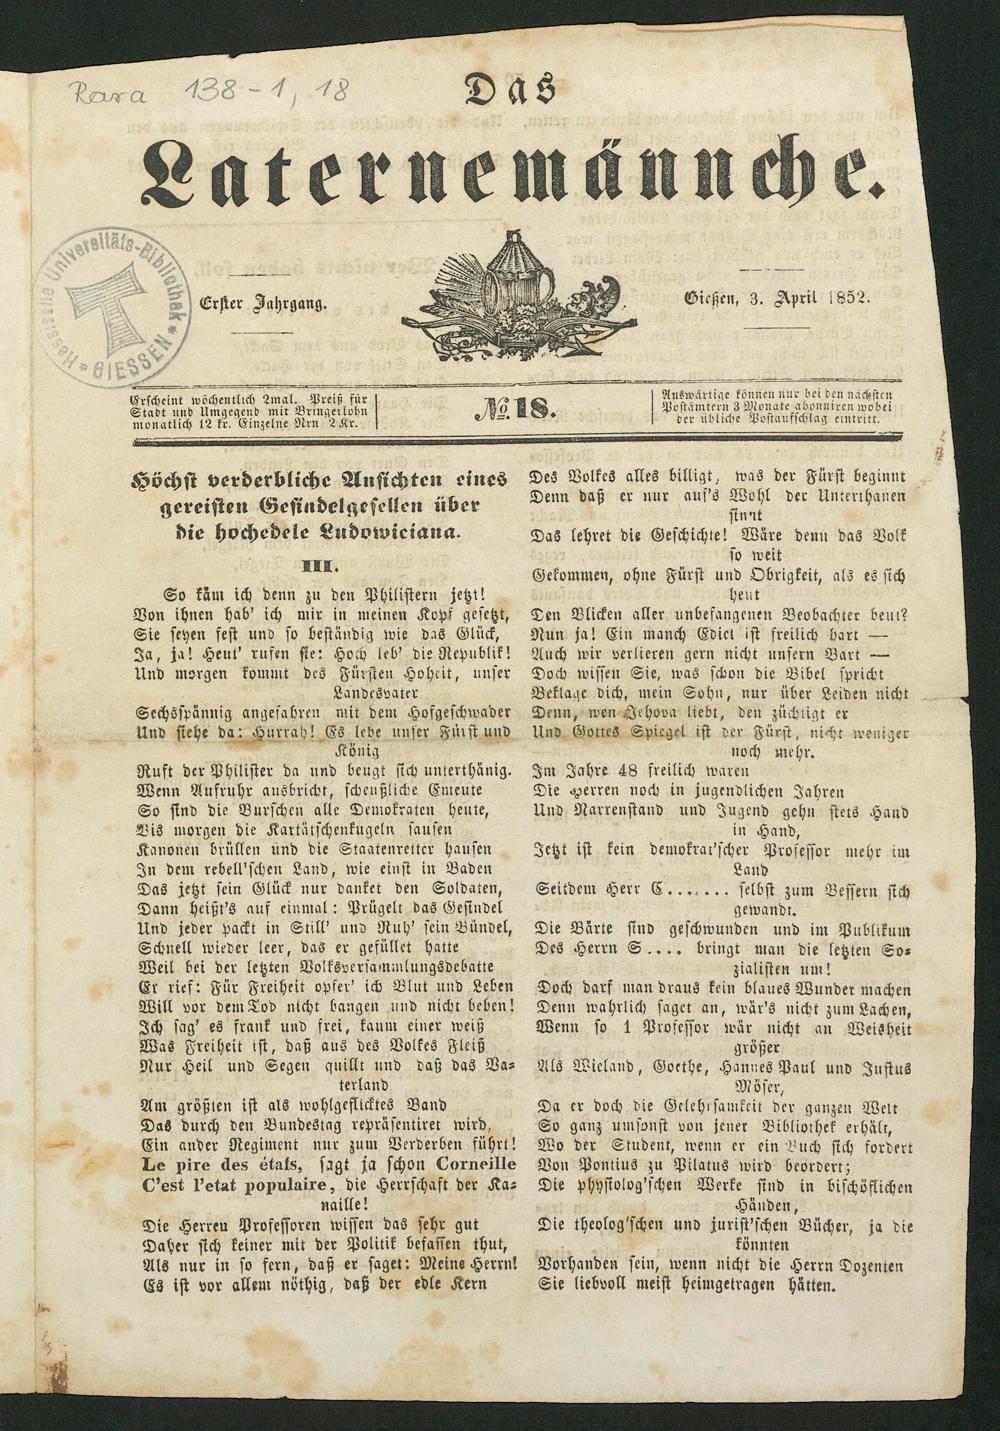 Rara 138-1, 18
Das
Laternemännche.
Hessische Universitäts-Bibliothek
* GIESSEN *
Erster Jahrgang.
Gießen, 3. April 1852.
Erscheint wöchentlich 2mal. Preiß für
Stadt und Umgegend mit Bringerlohn
monatlich 12 kr. Einzelne Nrn 2 Kr.
No. 18.
Auswärtige können nur bei den nächsten
Postämtern 3 Monate abonniren wobei
der übliche Postaufschlag eintritt.
Höchst verderbliche Ansichten eines
gereisten Gesindelgesellen über
die hochedele Ludowiciana.
III.
So käm ich denn zu den Philistern jetzt!
Von ihnen hab' ich mir in meinen Kopf gesetzt,
Sie seyen fest und so beständig wie das Glück,
Ja, ja! Heut' rufen sie: Hoch leb' die Republik!
Und morgen kommt des Fürsten Hoheit, unser
Landesvater
Sechsspännig angefahren mit dem Hofgeschwader
Und siehe da: Hurrah! Es lebe unser Fürst und
König
Ruft der Philister da und beugt sich unterthänig.
Wenn Aufruhr ausbricht, scheußliche Emeute
So sind die Burschen alle Demokraten heute,
Bis morgen die Kartätschenkugeln sausen
Kanonen brüllen und die Staatenretter hausen
In dem rebell'schen Land, wie einst in Baden
Das jetzt sein Glück nur danket den Soldaten,
Dann heißt's auf einmal: Prügelt das Gesindel
Und jeder packt in Still' und Ruh' sein Bündel,
Schnell wieder leer, das er gefüllet hatte
Weil bei der letzten Volksversammlungsdebatte
Er rief: Für Freiheit opfer' ich Blut und Leben
Will vor dem Tod nicht bangen und nicht beben!
Ich sag' es frank und frei, kaum einer weiß
Was Freiheit ist, daß aus des Volkes Fleiß
Nur Heil und Segen quillt und daß das Va-
terland
Am größten ist als wohlgeflicktes Band
Das durch den Bundestag repräsentiret wird,
Ein ander Regiment nur zum Verderben führt!
Le pire des états, sagt ja schon Corneille
C'est l'etat populaire, die Herrschaft der Ka-
naille!
Die Herreu Professoren wissen das sehr gut
Daher sich keiner mit der Politik befassen thut,
Als nur in so fern, daß er saget: Meine Herrn!
Es ist vor allem nöthig, daß der edle Kern
Des Volkes alles billigt, was der Fürst beginnt
Denn daß er nur auf's Wohl der Unterthanen
sinnt
Das lehret die Geschichte! Wäre denn das Volk
so weit
Gekommen, ohne Fürst und Obrigkeit, als es sich
heut
Den Blicken aller unbefangenen Beobachter beut?
Nun ja! Ein manch Edict ist freilich hart —
Auch wir verlieren gern nicht unsern Bart —
Doch wissen Sie, was schon die Bibel spricht
Beklage dich, mein Sohn, nur über Leiden nicht
Denn, wen Jehova liebt, den züchtigt er
Und Gottes Spiegel ist der Fürst, nicht weniger
noch mehr.
Im Jahre 48 freilich waren
Die Herren noch in jugendlichen Jahren
Und Narrenstand und Jugend gehn stets Hand
in Hand,
Jetzt ist kein demokrat'scher Professor mehr im
Land
Seitdem Herr C....... selbst zum Bessern sich
gewandt.
Die Bärte sind geschwunden und im Publikum
Des Herrn S.... bringt man die letzten So-
zialisten um!
Doch darf man draus kein blaues Wunder machen
Denn wahrlich saget an, wär's nicht zum Lachen,
Wenn so 1 Professor wär nicht an Weisheit
größer
Als Wieland, Goethe, Hannes Paul und Justus
Möser,
Da er doch die Gelehrsamkeit der ganzen Welt
So ganz umsonst von jener Bibliothek erhält,
Wo der Student, wenn er ein Buch sich fordert
Von Pontius zu Pilatus wird beordert;
Die physiolog'schen Werke sind in bischöflichen
Händen,
Die theolog'schen und jurist'schen Bücher, ja die
könnten
Vorhanden sein, wenn nicht die Herrn Dozenten
Sie liebvoll meist heimgetragen hätten.